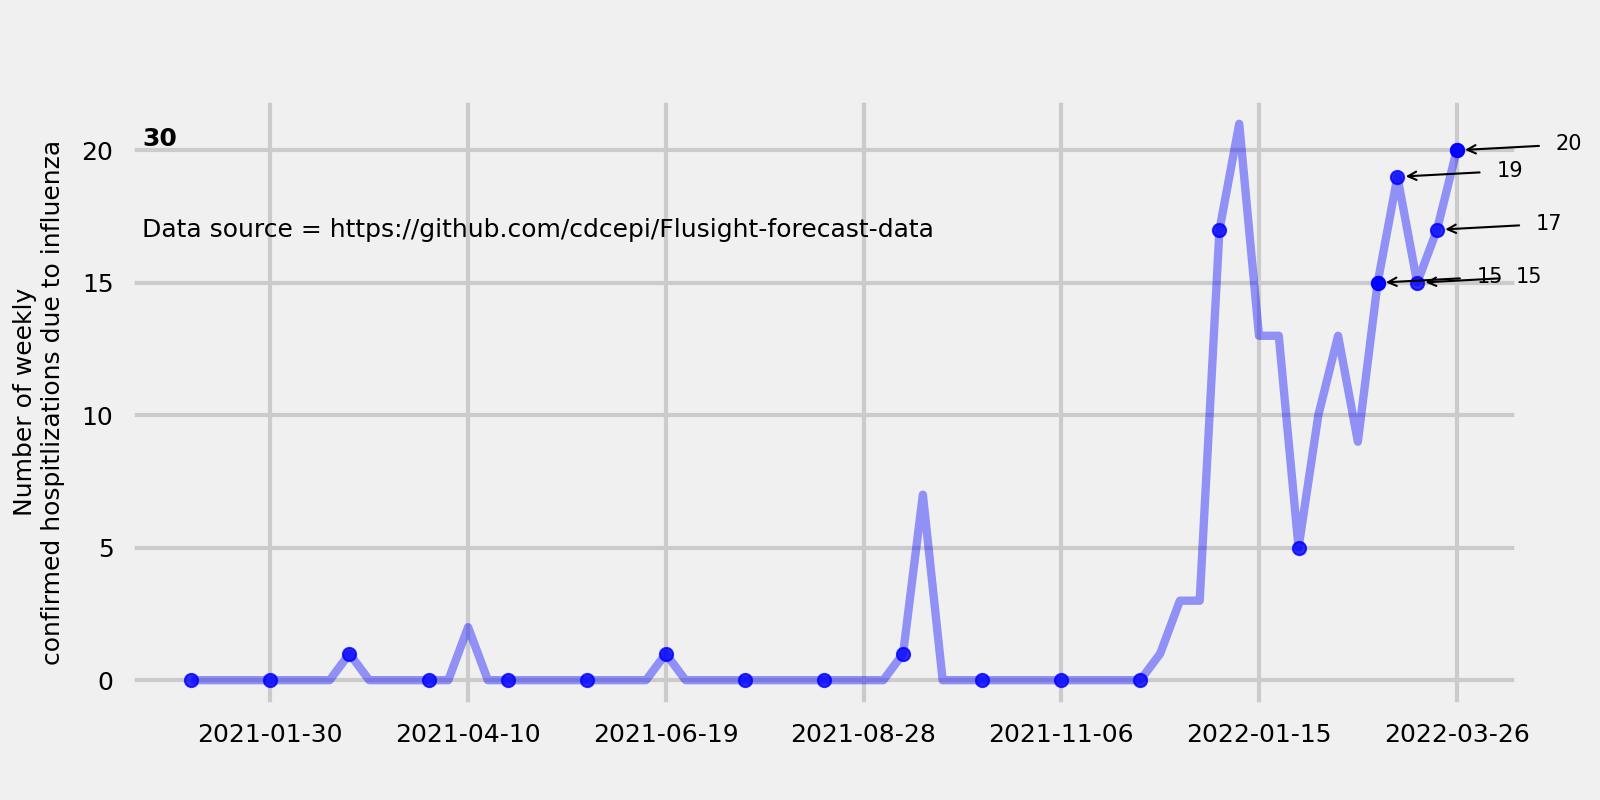 30
20
20
19
Data source = https://github.com/cdcepi/Flusight-forecast-data
17
15
15 15
10
5
0
Number of weekly
confirmed hospitlizations due to influenza
2021-01-30 2021-04-10 2021-06-19 2021-08-28 2021-11-06 2022-01-15 2022-03-26